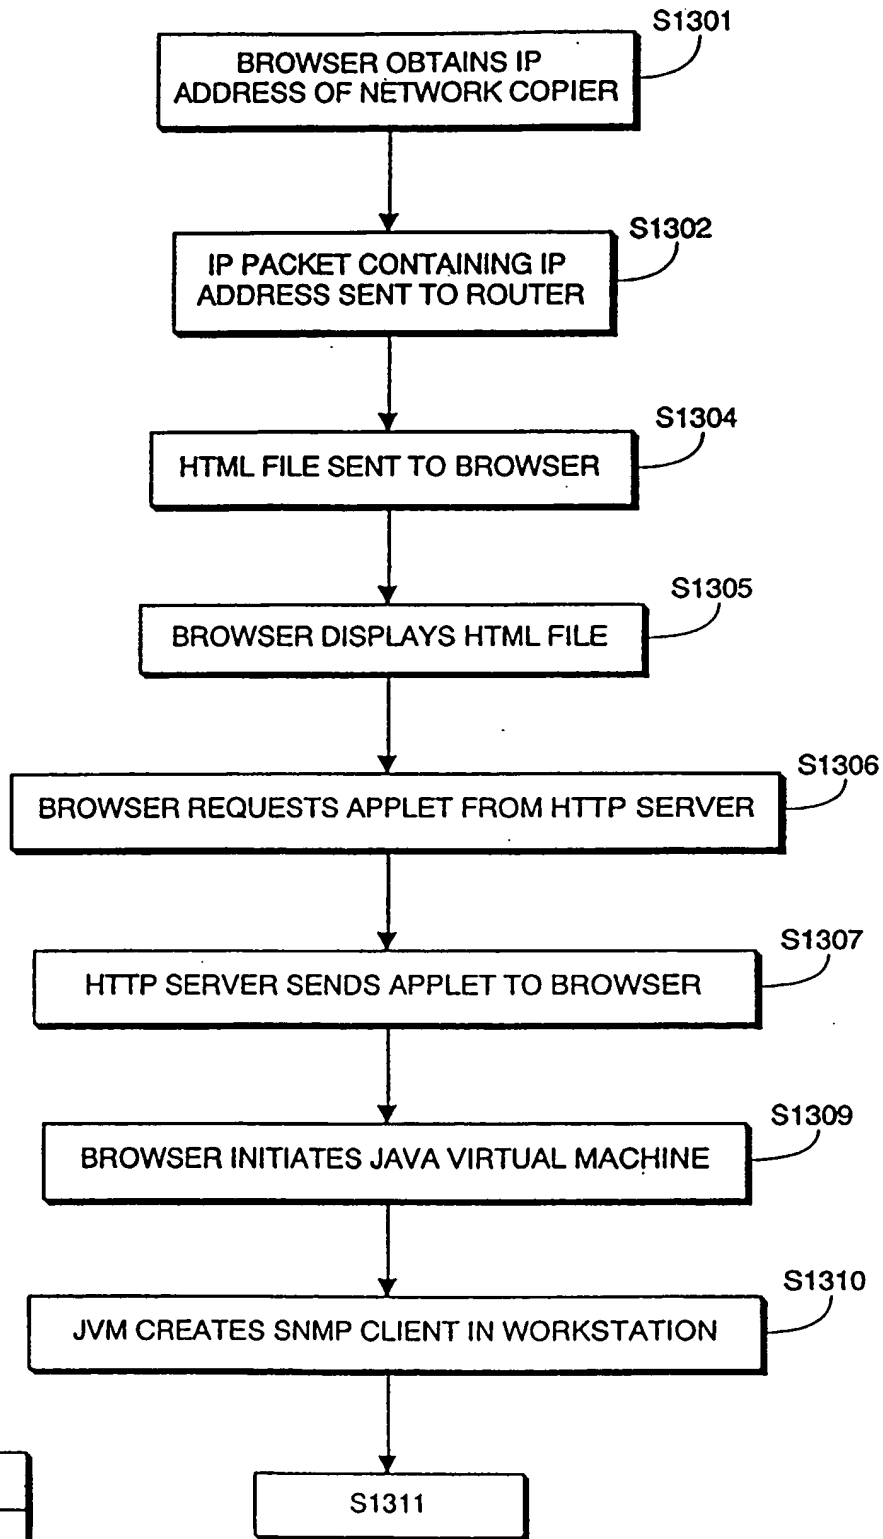 S1301
BROWSER OBTAINS IP
ADDRESS OF NETWORK COPIER
S1302
IP PACKET CONTAINING IP
ADDRESS SENT TO ROUTER
S1304
HTML FILE SENT TO BROWSER
S1305
BROWSER DISPLAYS HTML FILE
S1306
BROWSER REQUESTS APPLET FROM HTTP SERVER
S1307
HTTP SERVER SENDS APPLET TO BROWSER
S1309
BROWSER INITIATES JAVA VIRTUAL MACHINE
S1310
JVM CREATES SNMP CLIENT IN WORKSTATION
S1311